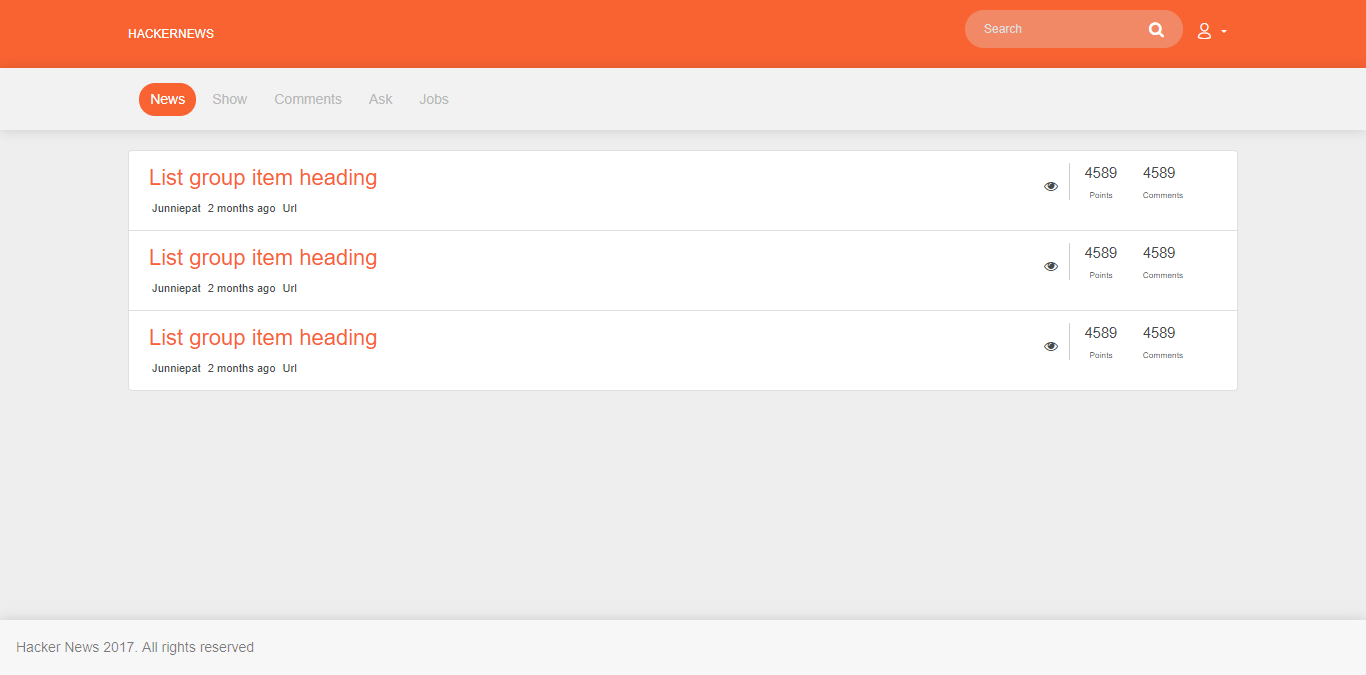 HACKERNEWS
Search
News Show Comments Ask Jobs
List group item heading
Junniepat 2 months ago Url
4589 4589
Points Comments
List group item heading
Junniepat 2 months ago Url
4589 4589
Points Comments
List group item heading
Junniepat 2 months ago Url
4589 4589
Points Comments
Hacker News 2017. All rights reserved